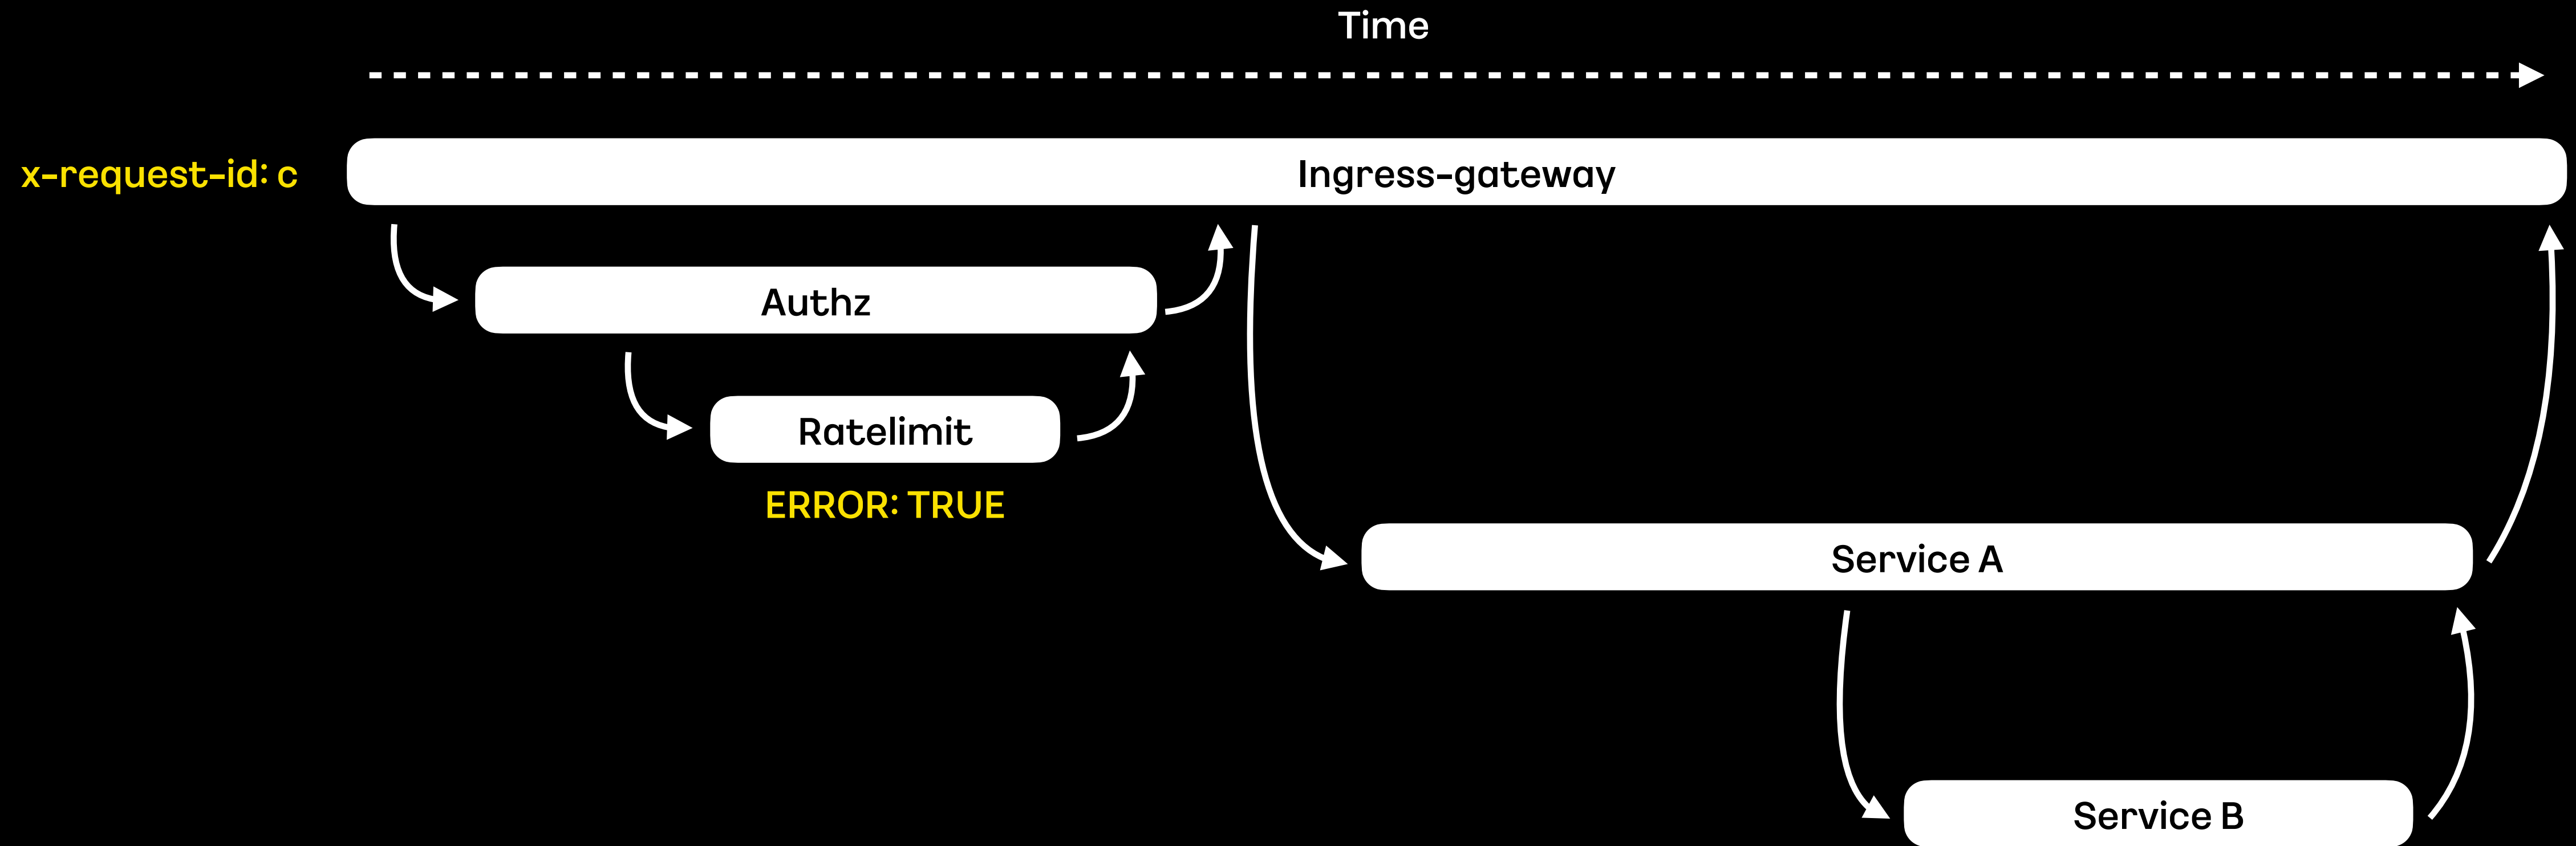 Time
x-request-id: c
Ingress-gateway
Authz
Ratelimit
ERROR: TRUE
Service A
Service B